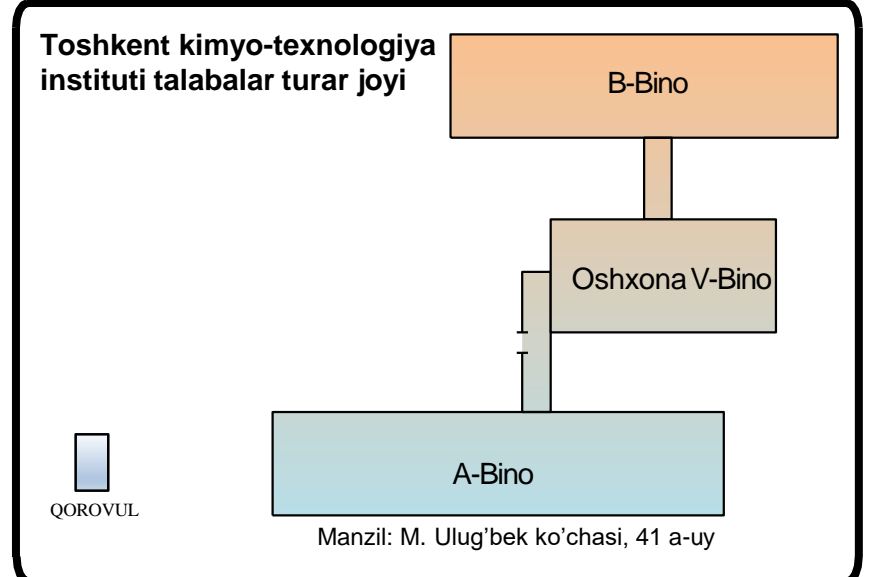 Toshkent kimyo-texnologiya
instituti talabalar turar joyi
B-Bino
Oshxona V-Bino
A-Bino
QOROVUL
Manzil: M. Ulug’bek ko’chasi, 41 a-uy